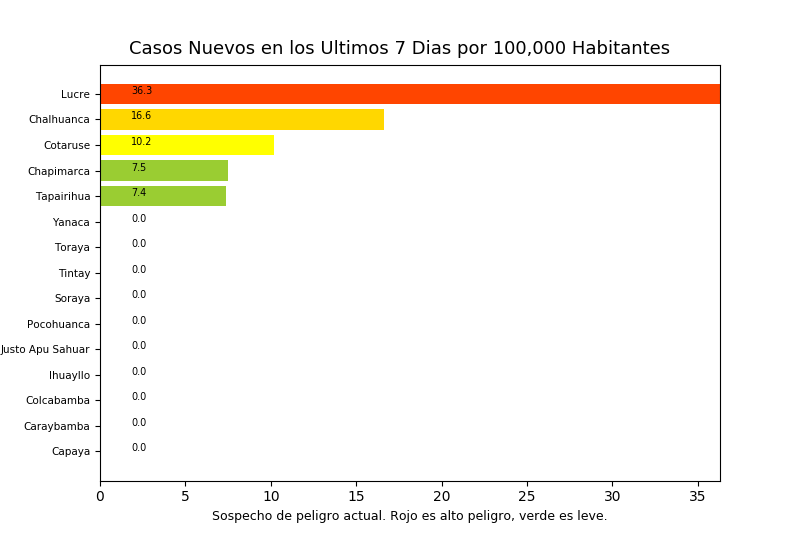 Casos Nuevos en los Ultimos 7 Dias por 100,000 Habitantes
Lucre 36.3
Chalhuanca 16.6
Cotaruse 10.2
Chapimarca 7.5
Tapairihua 7.4
Yanaca 0.0
Toraya 0.0
Tintay 0.0
Soraya 0.0
Pocohuanca 0.0
Justo Apu Sahuar 0.0
Ihuayllo 0.0
Colcabamba 0.0
Caraybamba 0.0
Capaya 0.0
0 5 10 15 20 25 30 35
Sospecho de peligro actual. Rojo es alto peligro, verde es leve.